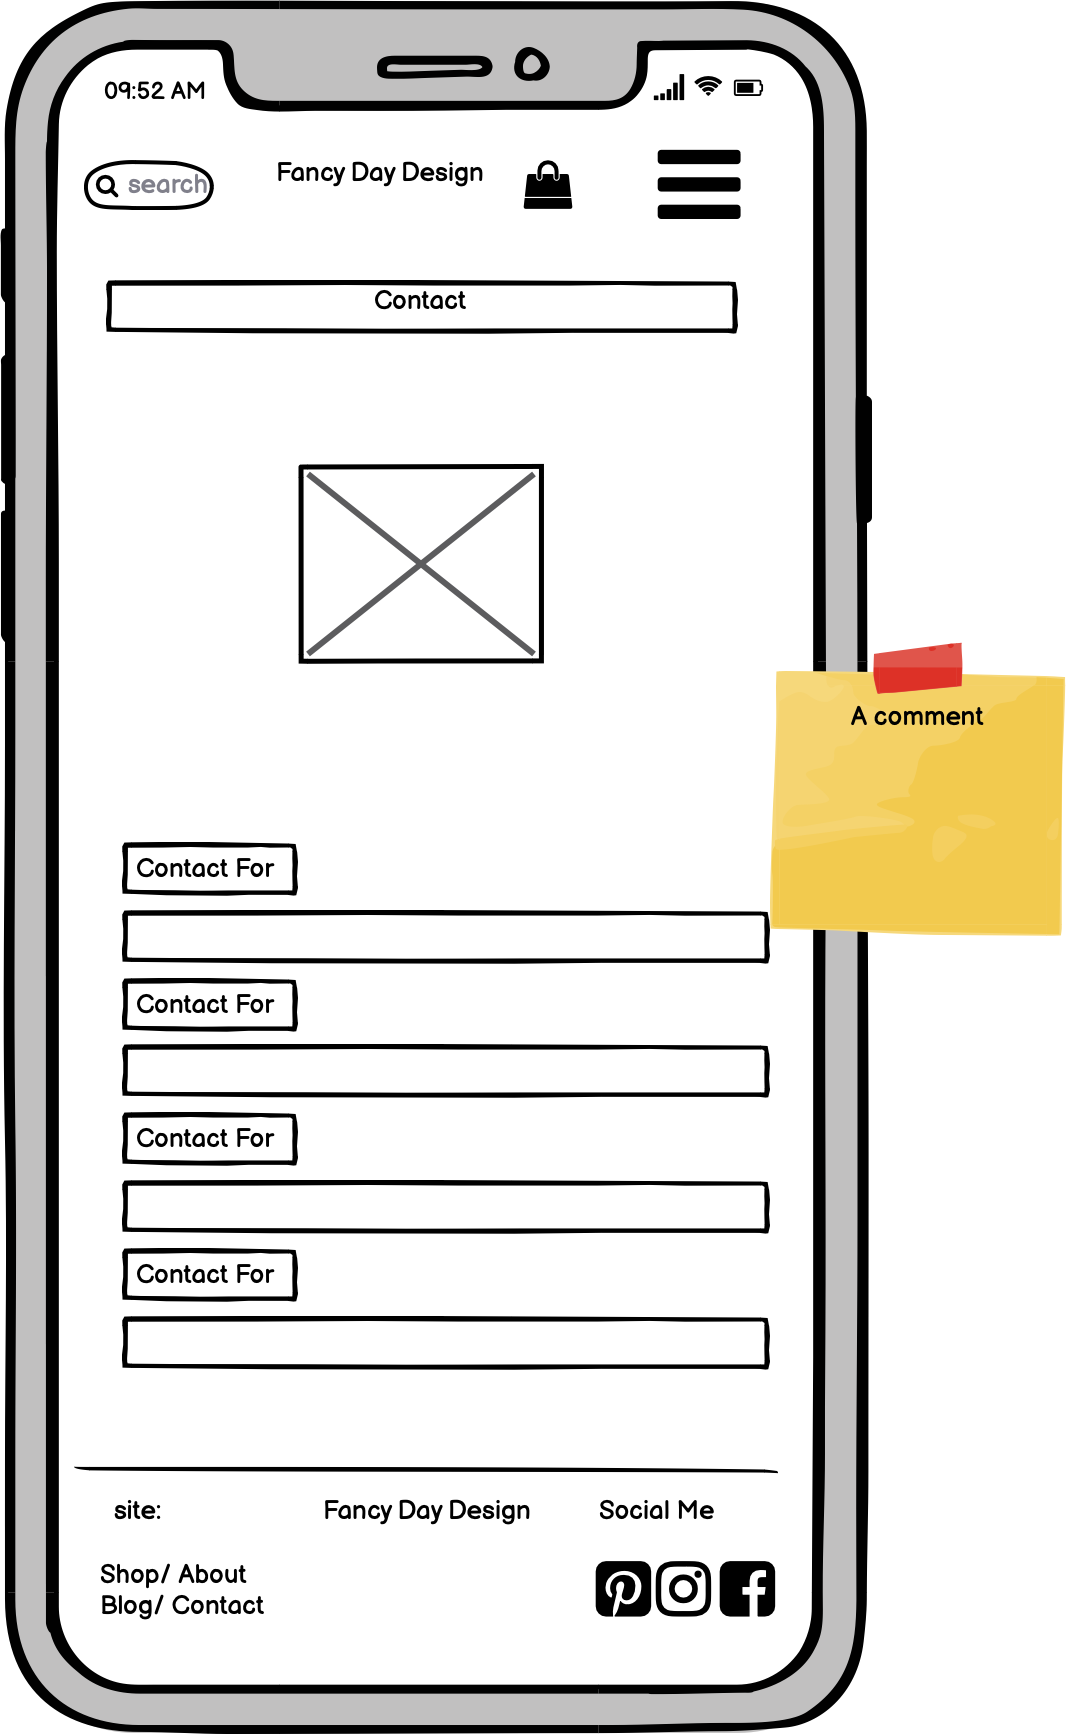 09:52 AM
search
Fancy Day Design
Contact
A comment
Contact For
Contact For
Contact For
Contact For
site:
Fancy Day Design
Social Me
Shop/ About
Blog/ Contact